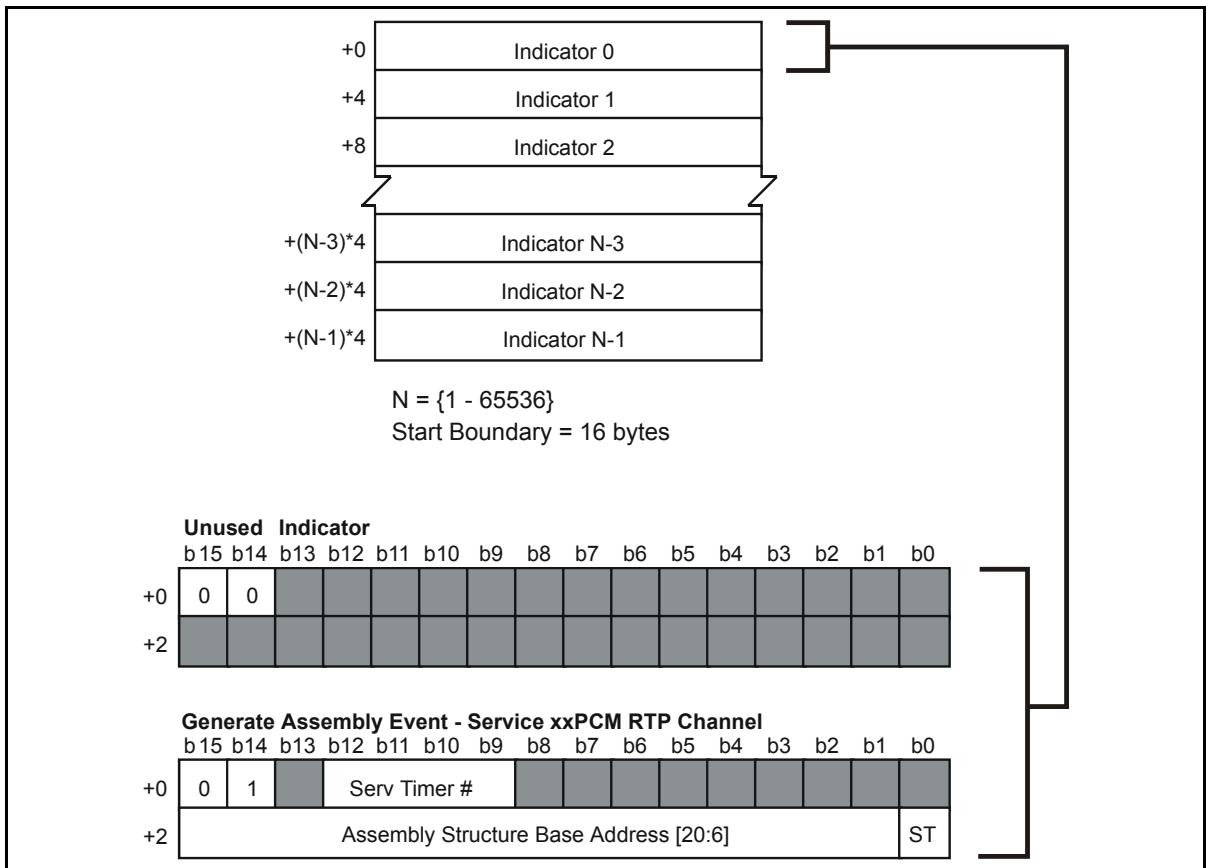 +0 Indicator 0
+4 Indicator 1
+8 Indicator 2
+(N-3)*4 Indicator N-3
+(N-2)*4 Indicator N-2
+(N-1)*4 Indicator N-1
N = {1 - 65536}
Start Boundary = 16 bytes
Unused Indicator
b15 b14 b13 b12 b11 b10 b9 b8 b7 b6 b5 b4 b3 b2 b1 b0
+0 0 0
+2
Generate Assembly Event - Service xxPCM RTP Channel
b15 b14 b13 b12 b11 b10 b9 b8 b7 b6 b5 b4 b3 b2 b1 b0
+0 0 1 Serv Timer #
+2 Assembly Structure Base Address [20:6] ST